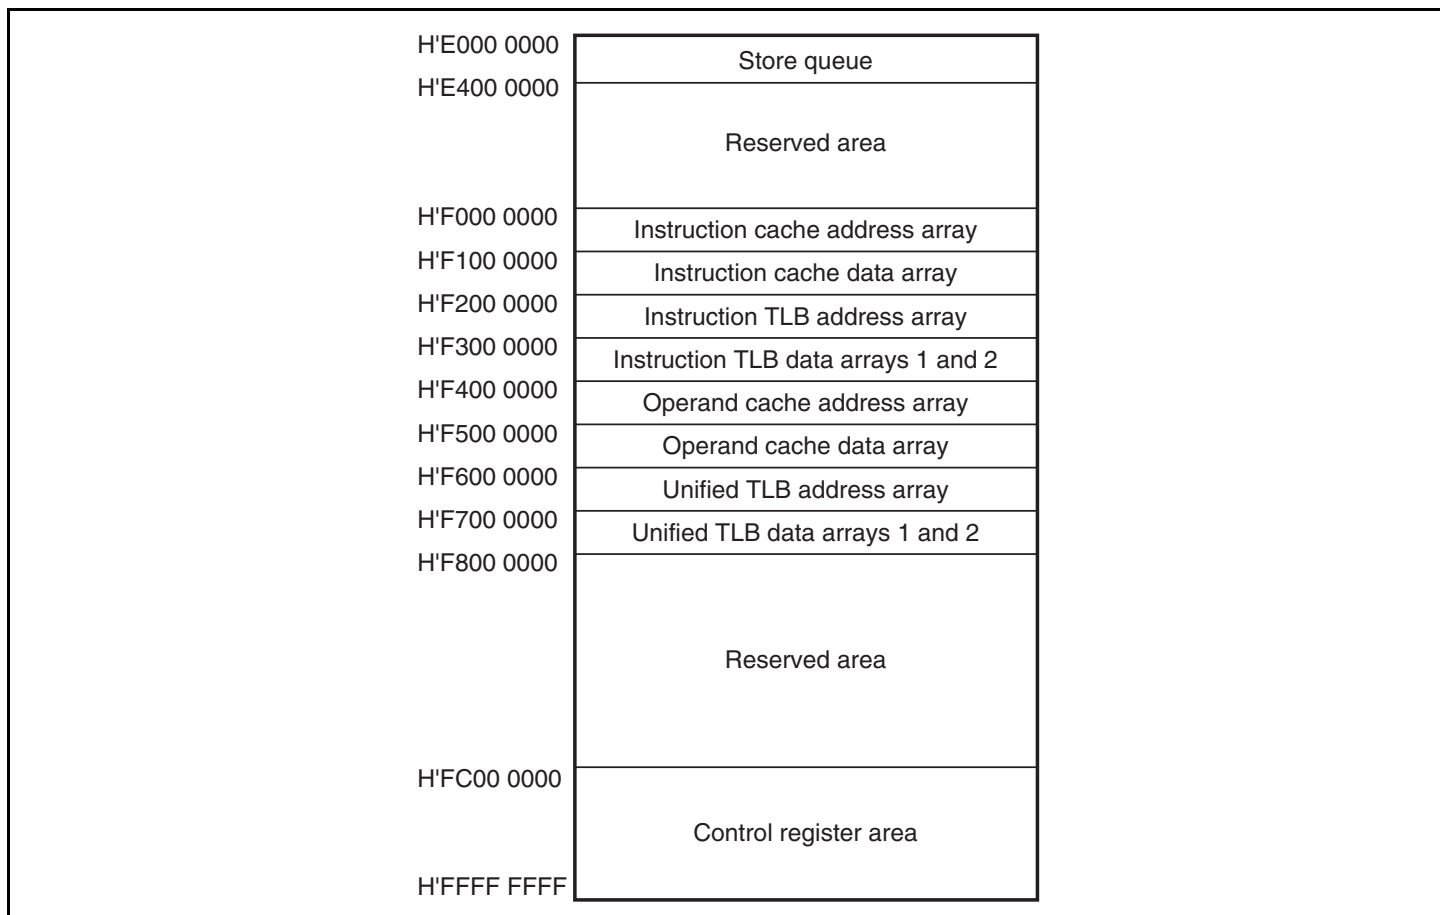 H'E000 0000
Store queue
H'E400 0000
Reserved area
H'F000 0000
Instruction cache address array
H'F100 0000
Instruction cache data array
H'F200 0000
Instruction TLB address array
H'F300 0000
Instruction TLB data arrays 1 and 2
H'F400 0000
Operand cache address array
H'F500 0000
Operand cache data array
H'F600 0000
Unified TLB address array
H'F700 0000
Unified TLB data arrays 1 and 2
H'F800 0000
Reserved area
H'FC00 0000
Control register area
H'FFFF FFFF